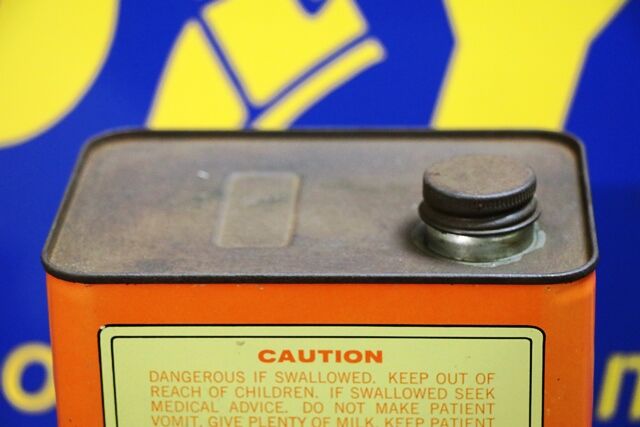 CAUTION
DANGEROUS IF SWALLOWED. KEEP OUT OF
REACH OF CHILDREN. IF SWALLOWED SEEK
MEDICAL ADVICE. DO NOT MAKE PATIENT
VOMIT. GIVE PLENTY OF MILK. KEEP PATIENT